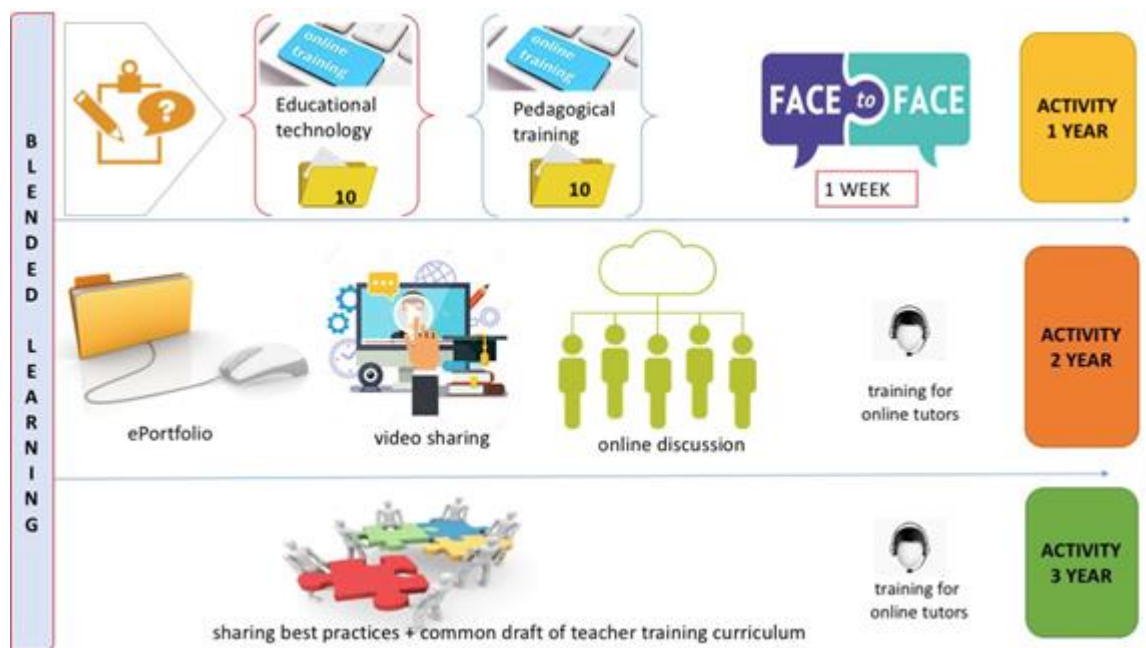 BLENDED LEARNING
online
training
Educational
technology
10
online
training
Pedagogical
training
10
FACE to FACE
1 WEEK
ACTIVITY
1 YEAR
ePortfolio
video sharing
online discussion
training for
online tutors
ACTIVITY
2 YEAR
sharing best practices + common draft of teacher training curriculum
training for
online tutors
ACTIVITY
3 YEAR